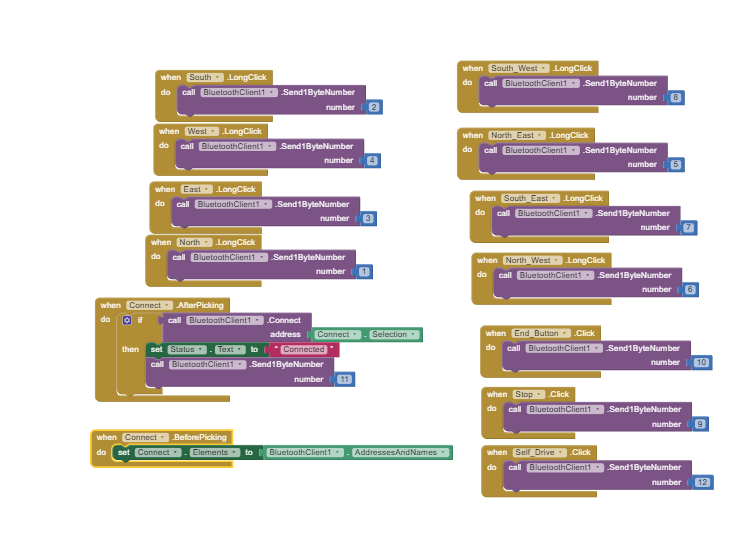 when South .LongClick
do call BluetoothClient1 .Send1ByteNumber
number 2
when West .LongClick
do call BluetoothClient1 .Send1ByteNumber
number 4
when East .LongClick
do call BluetoothClient1 .Send1ByteNumber
number 3
when North .LongClick
do call BluetoothClient1 .Send1ByteNumber
number 1
when Connect .AfterPicking
do if call BluetoothClient1 .Connect
address Connect . Selection
then set Status . Text to " Connected "
call BluetoothClient1 .Send1ByteNumber
number 11
when Connect .BeforePicking
do set Connect . Elements to BluetoothClient1 . AddressesAndNames
when South_West .LongClick
do call BluetoothClient1 .Send1ByteNumber
number
when North_East .LongClick
do call BluetoothClient1 .Send1ByteNumber
number 5
when South_East .LongClick
do call BluetoothClient1 .Send1ByteNumber
number 7
when North_West .LongClick
do call BluetoothClient1 .Send1ByteNumber
number 6
when End_Button .Click
do call BluetoothClient1 .Send1ByteNumber
number 10
when Stop .Click
do call BluetoothClient1 .Send1ByteNumber
number 9
when Self_Drive .Click
do call BluetoothClient1 .Send1ByteNumber
number 12